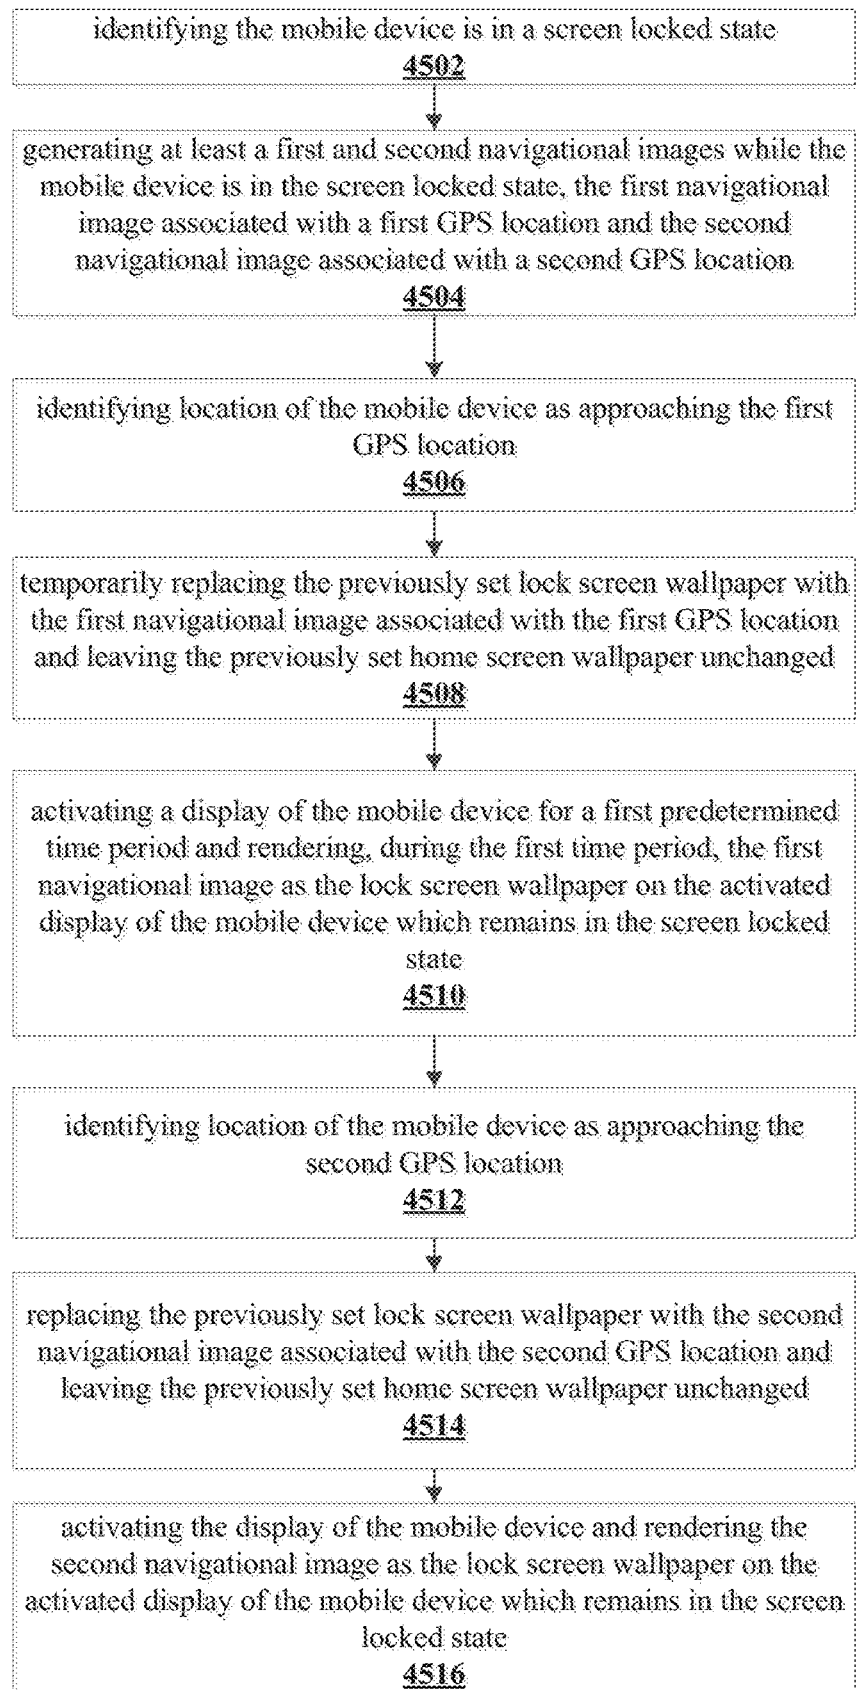 identifying the mobile device is in a screen locked state
4502
generating at least a first and second navigational images while the
mobile device is in the screen locked state, the first navigational
image associated with a first GPS location and the second
navigational image associated with a second GPS location
4504
identifying location of the mobile device as approaching the first
GPS location
4506
temporarily replacing the previously set lock screen wallpaper with
the first navigational image associated with the first GPS location
and leaving the previously set home screen wallpaper unchanged
4508
activating a display of the mobile device for a first predetermined
time period and rendering, during the first time period, the first
navigational image as the lock screen wallpaper on the activated
display of the mobile device which remains in the screen locked
state
4510
identifying location of the mobile device as approaching the
second GPS location
4512
replacing the previously set lock screen wallpaper with the second
navigational image associated with the second GPS location and
leaving the previously set home screen wallpaper unchanged
4514
activating the display of the mobile device and rendering the
second navigational image as the lock screen wallpaper on the
activated display of the mobile device which remains in the screen
locked state
4516